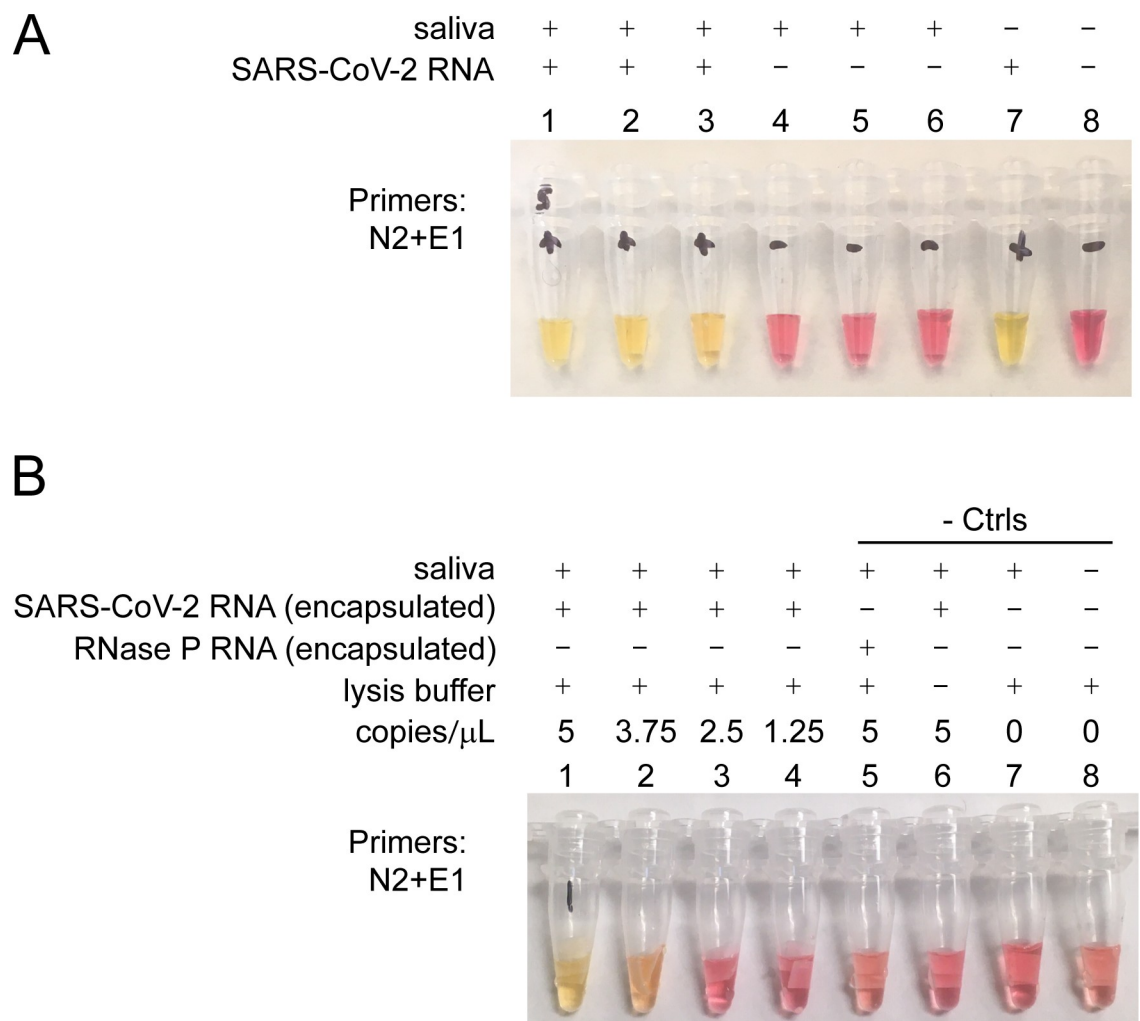 A
saliva + + + + + + − −
SARS-CoV-2 RNA + + + − − − + −
1 2 3 4 5 6 7 8
Primers:
N2+E1
5
+ + + - - - + -
B
- Ctrls
saliva + + + + + + + −
SARS-CoV-2 RNA (encapsulated) + + + + − + − −
RNase P RNA (encapsulated) − − − − + − − −
lysis buffer + + + + + − + +
copies/μL 5 3.75 2.5 1.25 5 5 0 0
1 2 3 4 5 6 7 8
Primers:
N2+E1